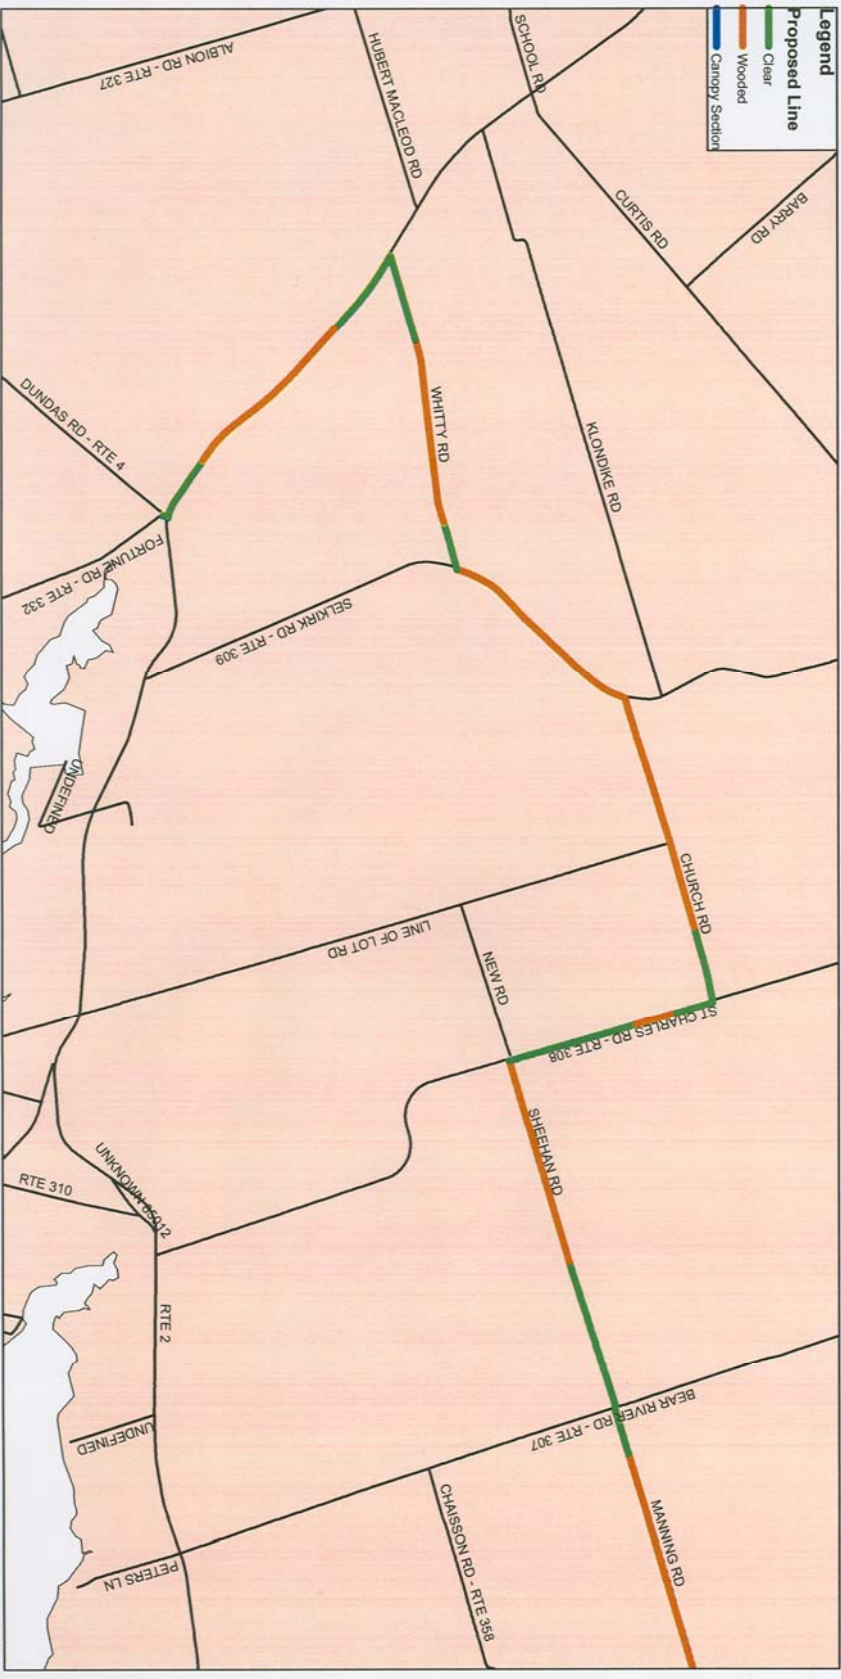 Legend
Proposed Line
Clear
Wooded
Canopy Section
SCHOOL RD
HUBERT MACLEOD RD
ALBION RD - RTE 327
BARRY RD
CURTIS RD
KLONDIKE RD
WHITTY RD
DUNDAS RD - RTE 4
FORTUNE RD - RTE 332
SELKIRK RD - RTE 309
UNDEFINED
CHURCH RD
LINE OF LOT RD
NEW RD
ST CHARLES RD - RTE 308
SHEEHAN RD
UNKNOWN 95012
RTE 310
RTE 2
BEAR RIVER RD - RTE 307
UNDEFINED
MANNING RD
CHAISSON RD - RTE 358
PETERS LN